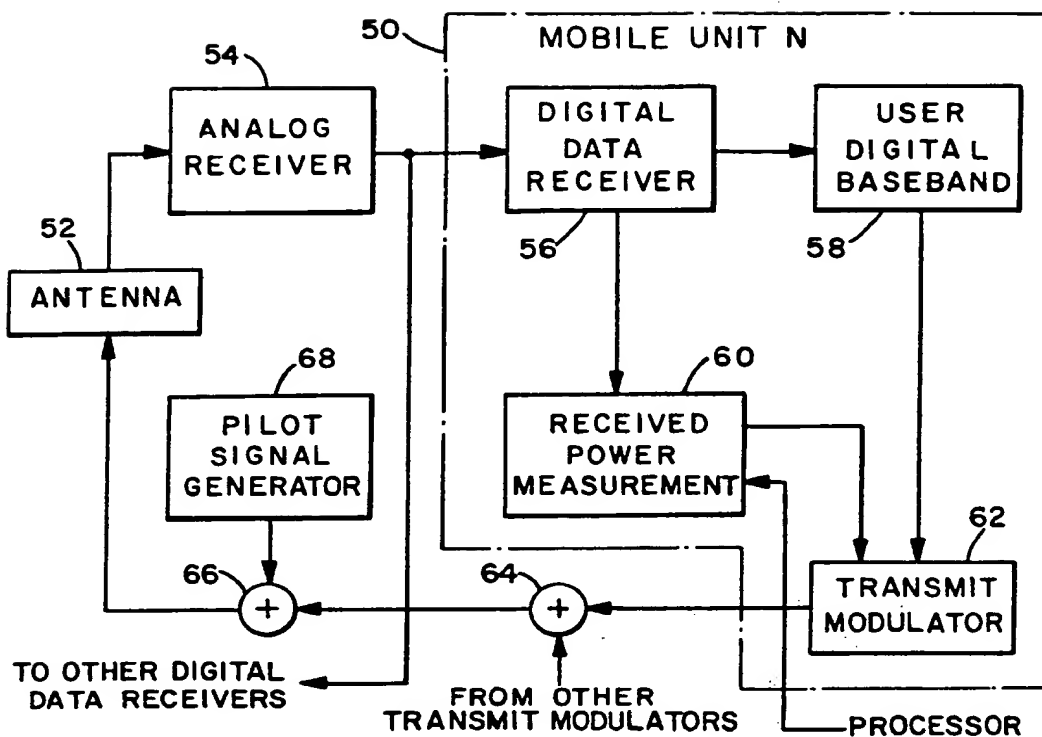 50
MOBILE UNIT N
54
ANALOG
RECEIVER
DIGITAL
DATA
RECEIVER
USER
DIGITAL
BASEBAND
56
58
52
ANTENNA
68
PILOT
SIGNAL
GENERATOR
60
RECEIVED
POWER
MEASUREMENT
62
TRANSMIT
MODULATOR
66
+
64
+
TO OTHER DIGITAL
DATA RECEIVERS
FROM OTHER
TRANSMIT MODULATORS
PROCESSOR